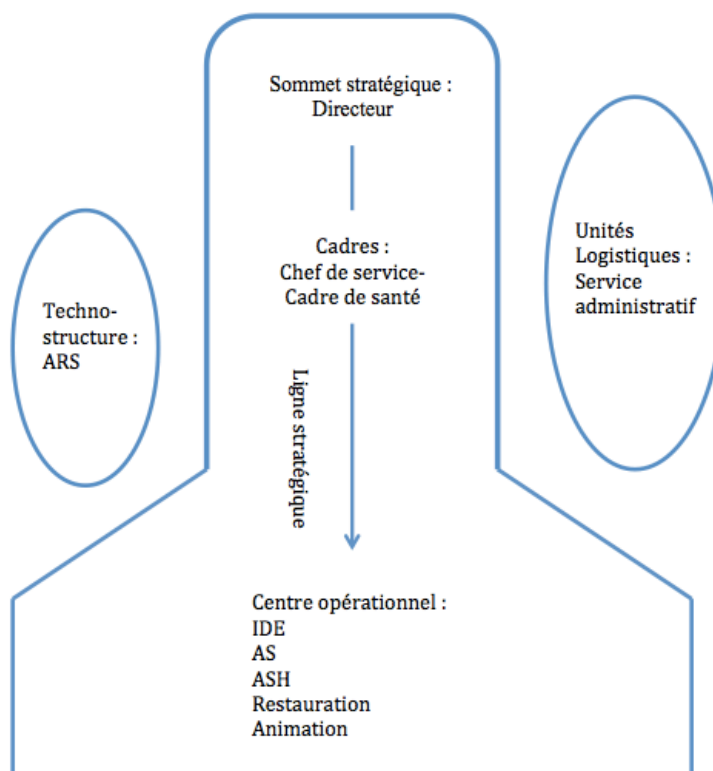 Sommet stratégique :
Directeur
Cadres :
Chef de service-
Cadre de santé
Techno-
structure :
ARS
Unités
Logistiques :
Service
administratif
Ligne stratégique
Centre opérationnel :
IDE
AS
ASH
Restauration
Animation